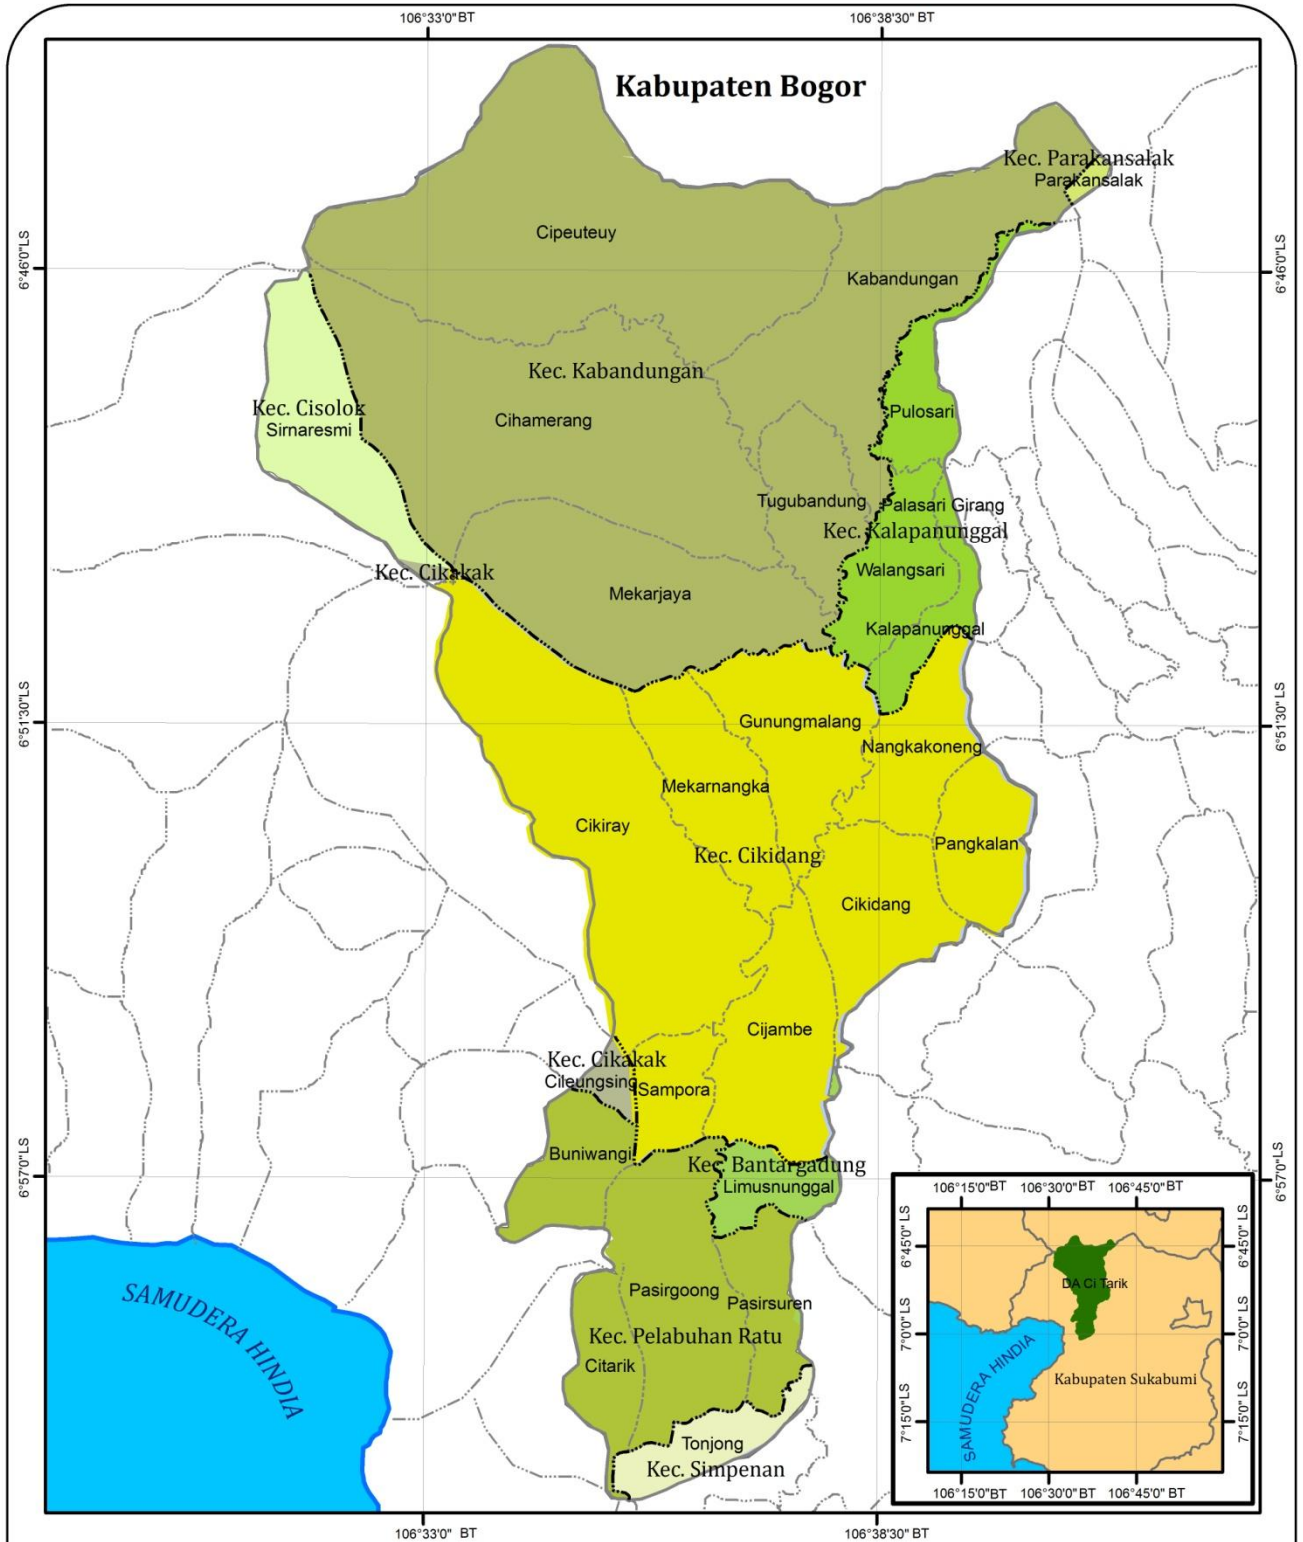 106°33'0" BT
106°38'30" BT
Kabupaten Bogor
Kec. Parakansalak
Parakansalak
Cipeuteuy
6°46'0"LS
6°46'0"LS
Kabandungan
Kec. Kabandungan
Kec. Cisolok
Sirnaresmi
Cihamerang
Pulosari
Tugubandung
Palasari Girang
Kec. Kalapanunggal
Kec. Cikakak
Walangsari
Mekarjaya
Kalapanunggal
6°51'30"LS
6°51'30"LS
Gunungmalang
Nangkakoneng
Mekarnangka
Cikiray
Pangkalan
Kec. Cikidang
Cikidang
Cijambe
Kec. Cikakak
Cileungsing
Sampora
Buniwangi
Kec. Bantargadung
Limusnunggal
6°57'0"LS
6°57'0"LS
SAMUDERA HINDIA
Pasirgoong
Pasirsuren
Kec. Pelabuhan Ratu
Citarik
Tonjong
Kec. Simpenan
106°33'0" BT
106°38'30" BT
106°15'0"BT
106°30'0"BT
106°45'0"BT
6°45'0" LS
6°45'0" LS
DA Ci Tarik
7°0'0"LS
7°0'0"LS
SAMUDERA HINDIA
Kabupaten Sukabumi
7°15'0"LS
7°15'0"LS
106°15'0"BT
106°30'0"BT
106°45'0"BT